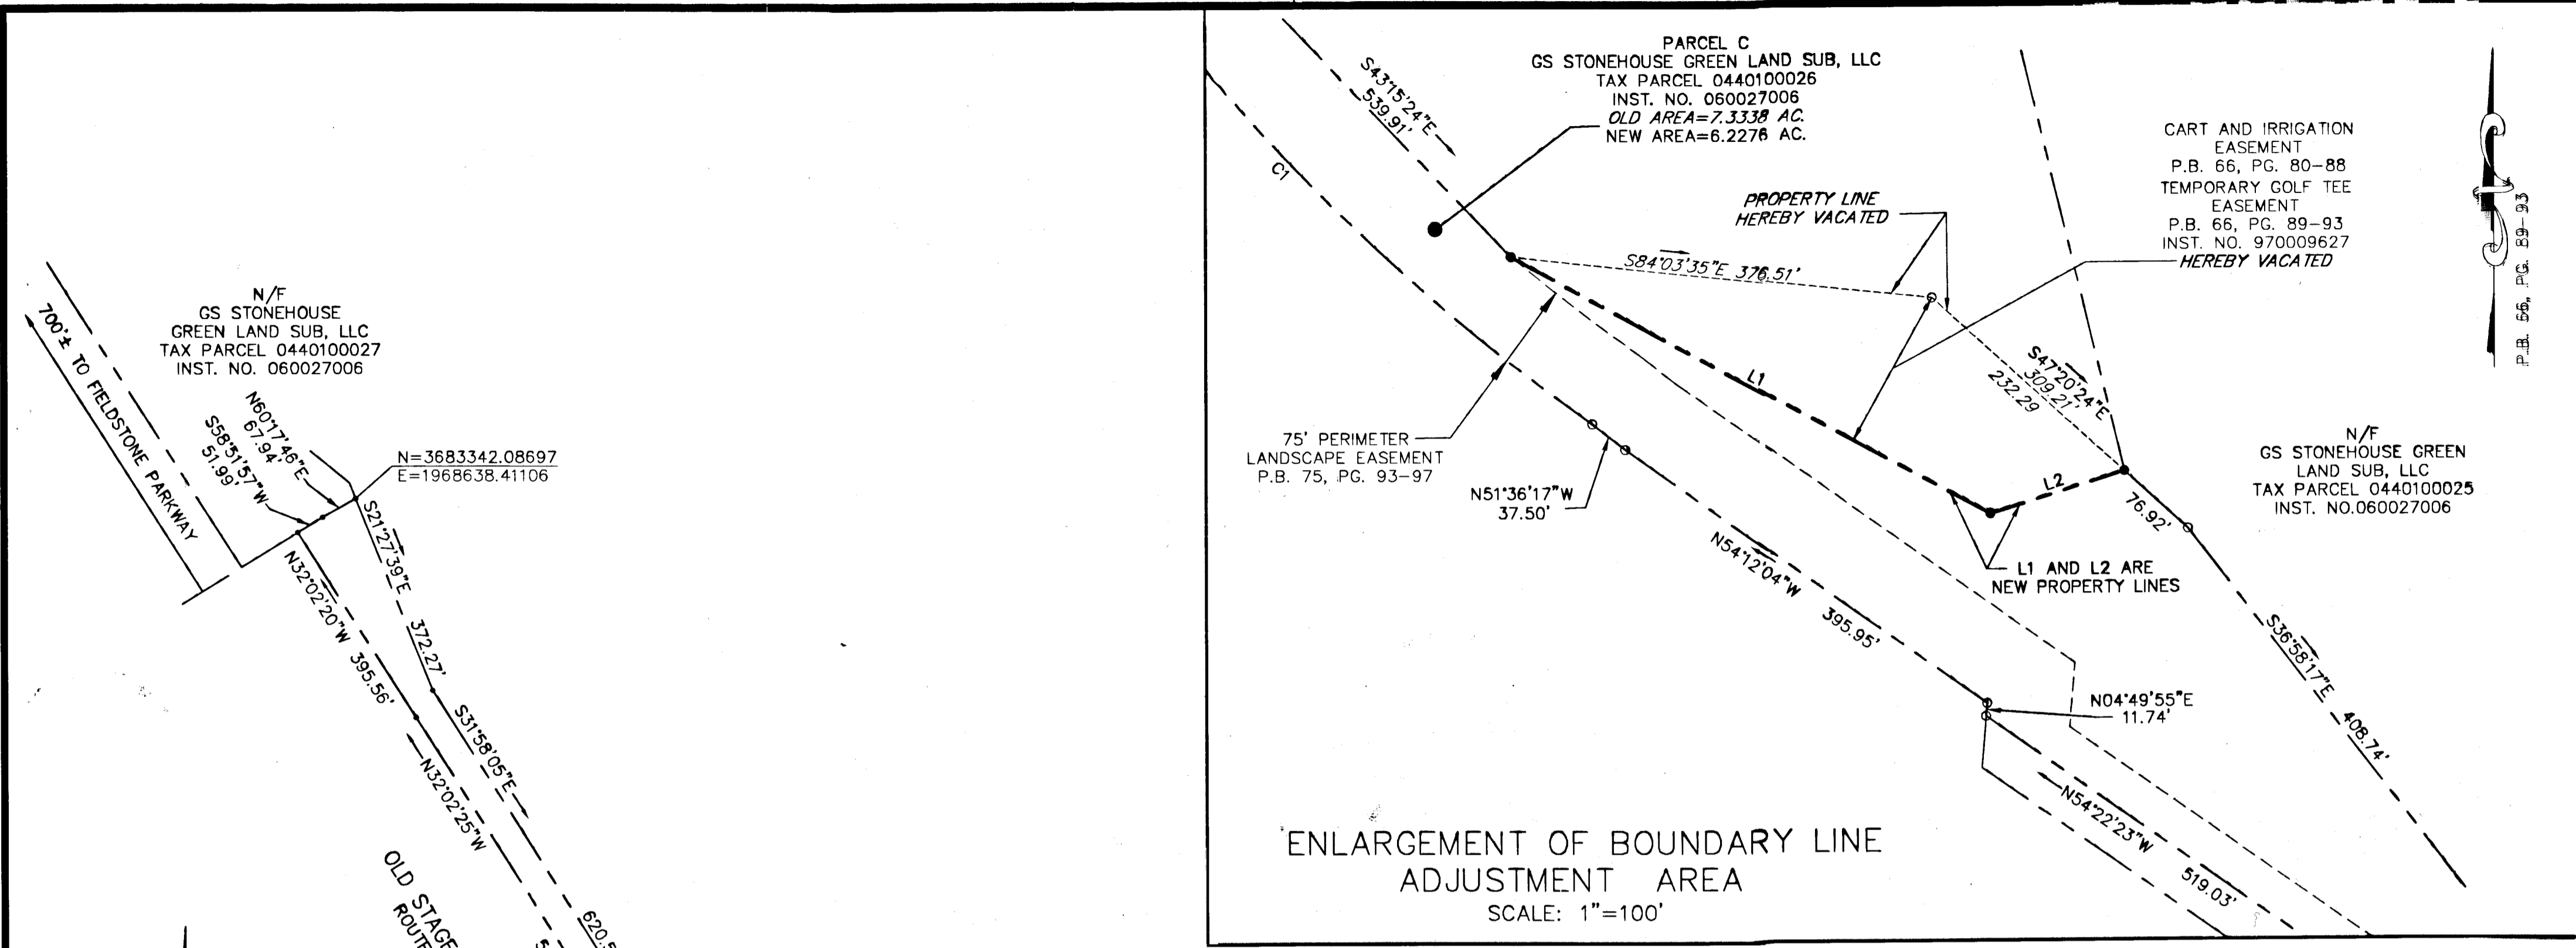 N/F
GS STONEHOUSE
GREEN LAND SUB, LLC
TAX PARCEL 0440100027
INST. NO. 060027006
700'± TO FIELDSTONE PARKWAY
N60°17'46"E
67.94'
S58°51'57"W
51.99'
N=3683342.08697
E=1968638.41106
S21°27'39"E 372.27'
N32°02'20"W 395.56'
S31°58'05"E
N32°02'25"W
OLD STAGE
ROUTE
PARCEL C
GS STONEHOUSE GREEN LAND SUB, LLC
TAX PARCEL 0440100026
INST. NO. 060027006
OLD AREA=7.3338 AC.
NEW AREA=6.2276 AC.
S43°15'24"E
539.91'
C1
PROPERTY LINE
HEREBY VACATED
CART AND IRRIGATION
EASEMENT
P.B. 66, PG. 80-88
TEMPORARY GOLF TEE
EASEMENT
P.B. 66, PG. 89-93
INST. NO. 970009627
HEREBY VACATED
P.B. 66, PG. 89-93
S84°03'35"E 376.51'
L1
S47°20'24"E
309.21'
232.29
L2
76.92'
75' PERIMETER
LANDSCAPE EASEMENT
P.B. 75, PG. 93-97
N51°36'17"W
37.50'
N54°12'04"W 395.95'
L1 AND L2 ARE
NEW PROPERTY LINES
N/F
GS STONEHOUSE GREEN
LAND SUB, LLC
TAX PARCEL 0440100025
INST. NO.060027006
S36°58'17"E 408.74'
N04°49'55"E
11.74'
N54°22'23"W 519.03'
ENLARGEMENT OF BOUNDARY LINE
ADJUSTMENT AREA
SCALE: 1"=100'